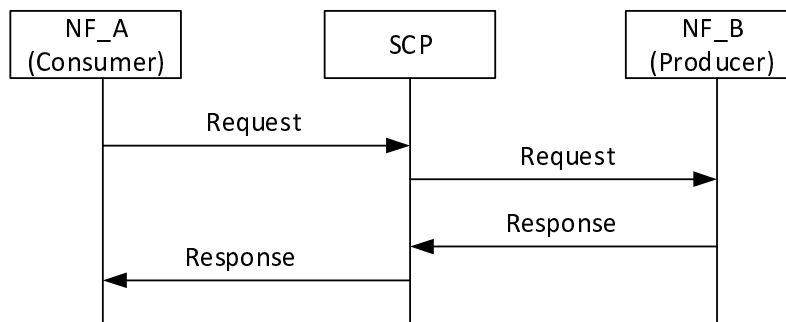 NF_A
(Consumer)
SCP
NF_B
(Producer)
Request
Request
Response
Response